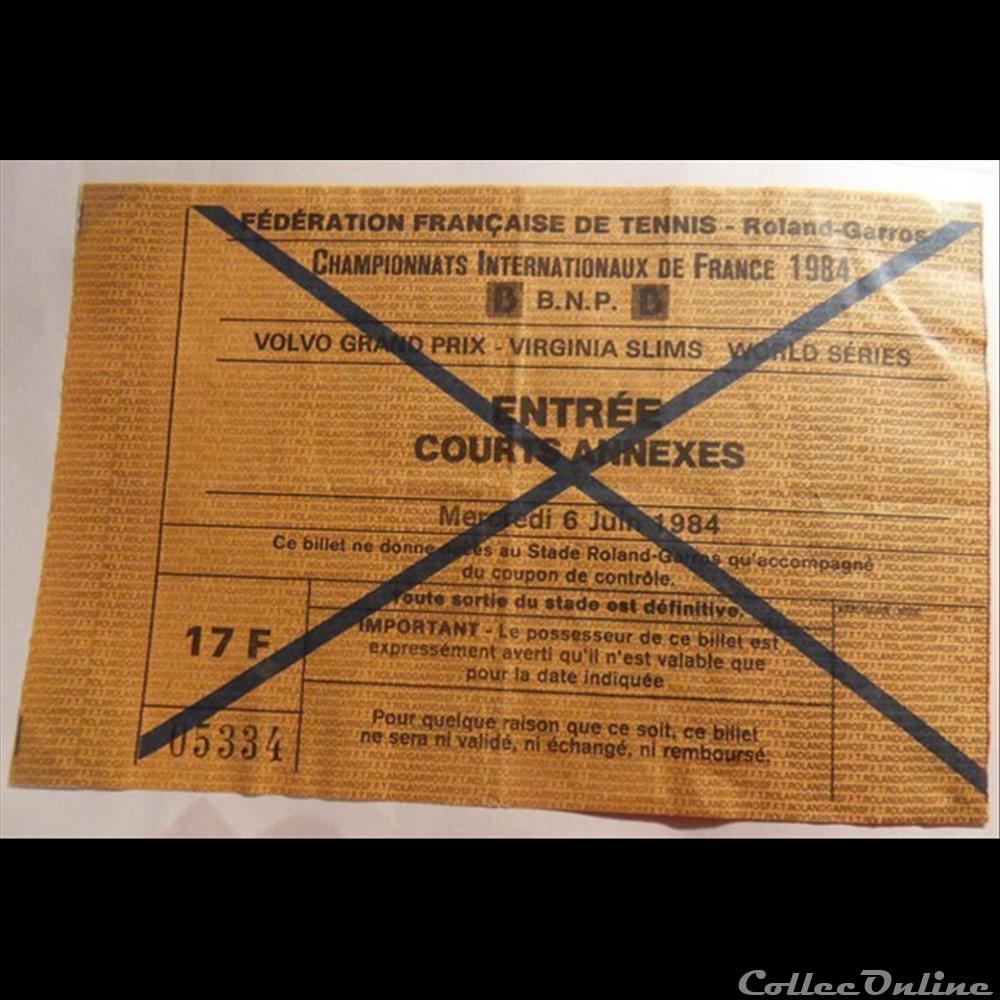 FÉDÉRATION FRANÇAISE DE TENNIS - Roland-Garros
CHAMPIONNATS INTERNATIONAUX DE FRANCE 1984
B B.N.P. B
VOLVO GRAND PRIX - VIRGINIA SLIMS WORLD SÉRIES
ENTRÉE
COURTS ANNEXES
Mercredi 6 Juin 1984
Ce billet ne donne accès au Stade Roland-Garros qu'accompagné
du coupon de contrôle.
Toute sortie du stade est définitive.
17 F
IMPORTANT - Le possesseur de ce billet est
expressément averti qu'il n'est valable que
pour la date indiquée
05334
Pour quelque raison que ce soit, ce billet
ne sera ni validé, ni échangé, ni remboursé.
CollecOnline